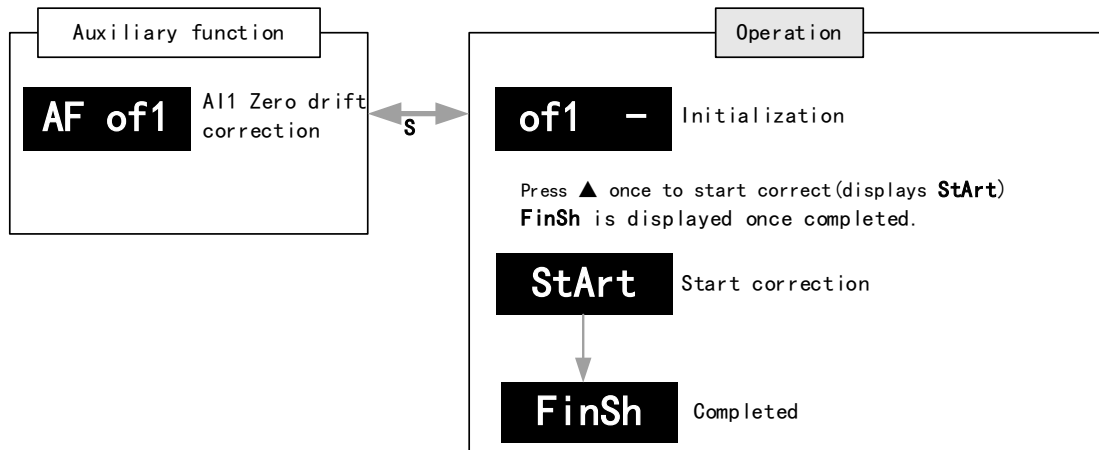 Auxiliary function
AF of1
AI1 Zero drift
correction
S
Operation
of1 －
Initialization
Press ▲ once to start correct(displays StArt)
FinSh is displayed once completed.
StArt
Start correction
FinSh
Completed